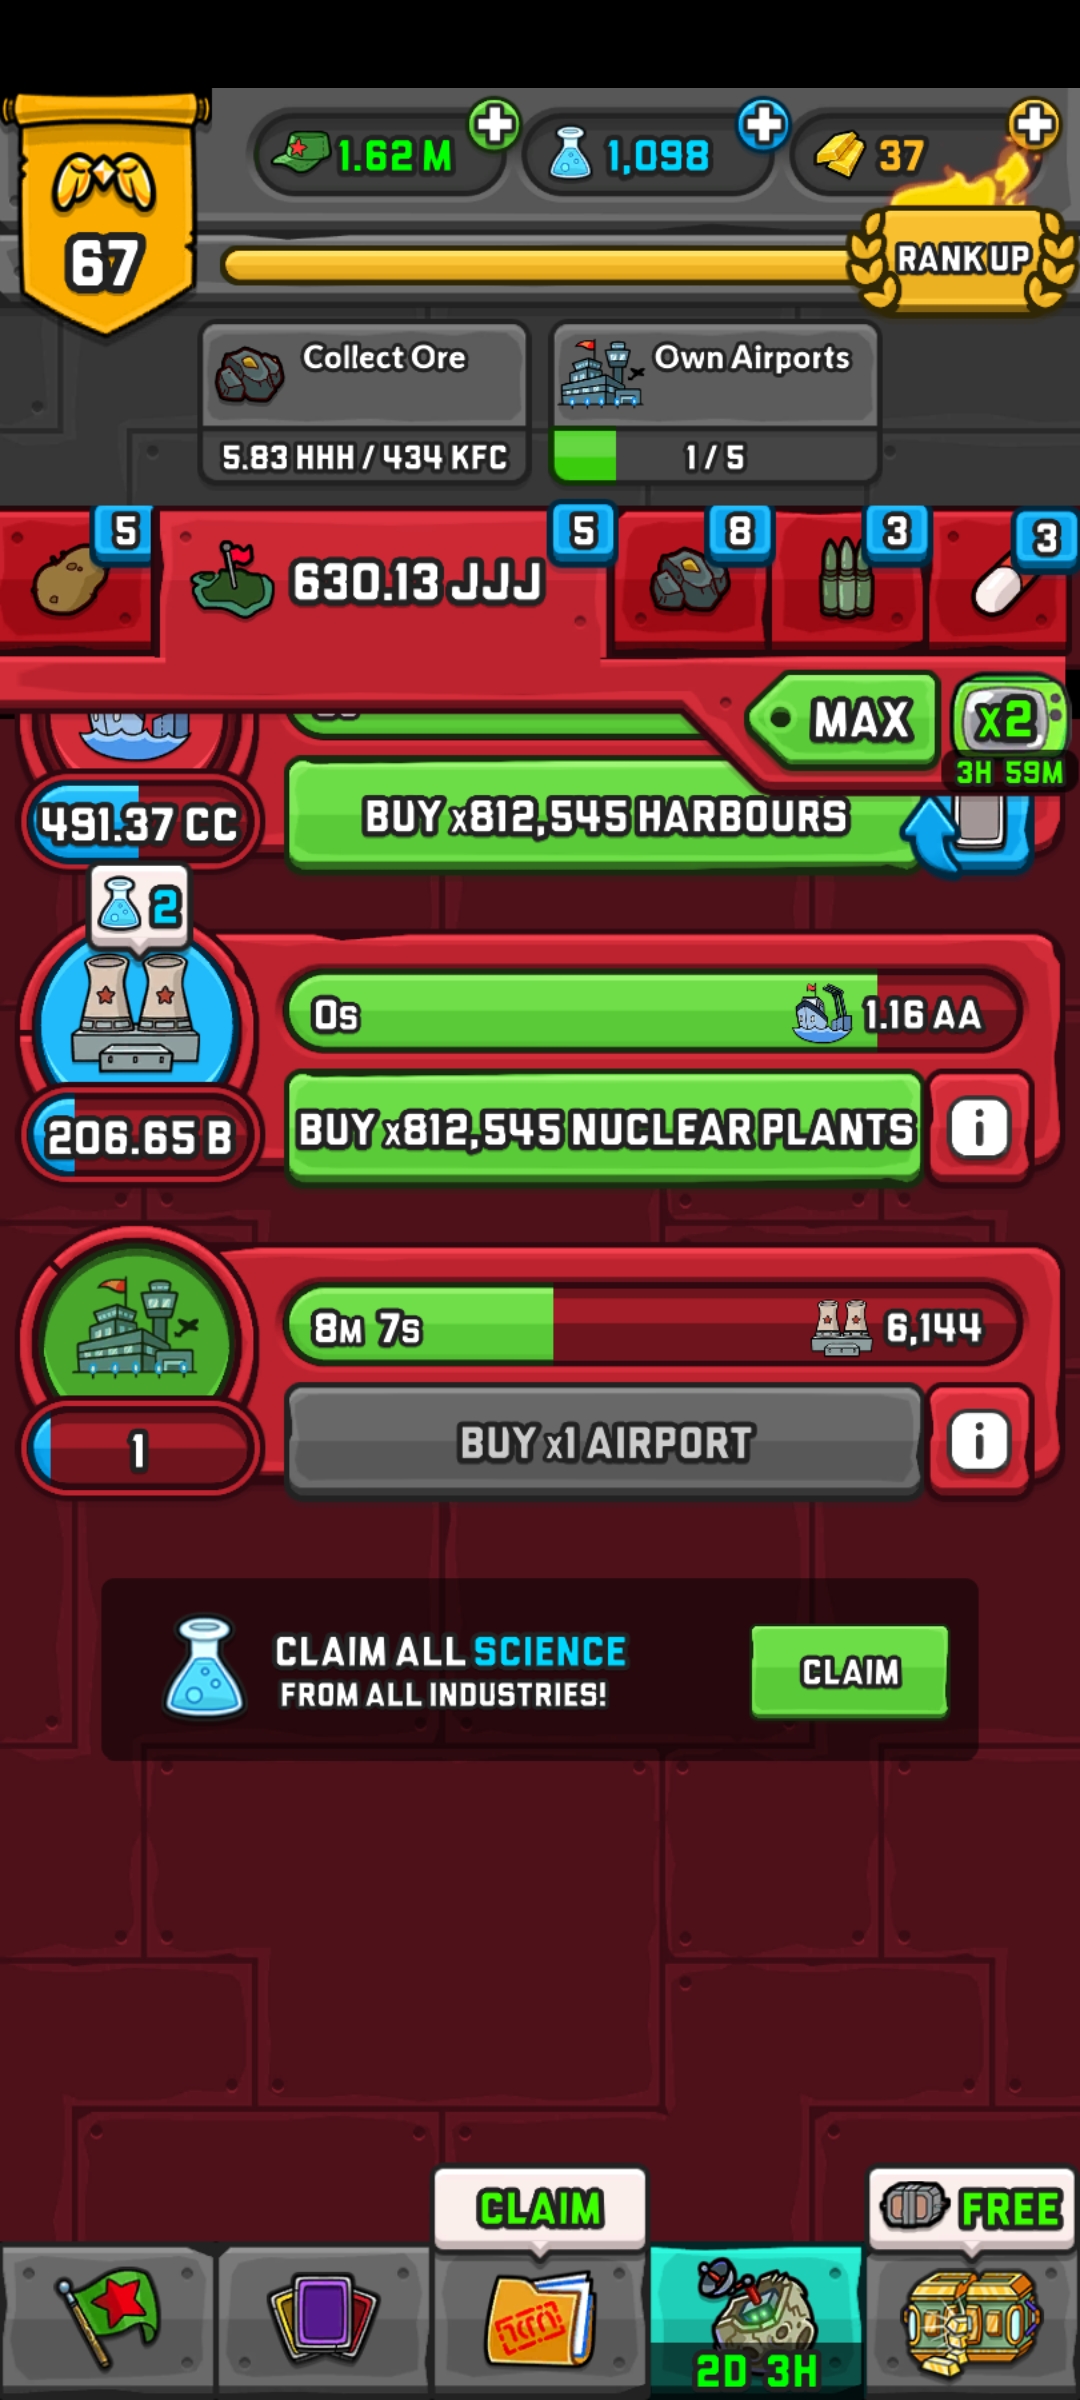 1.62 M
1,098
37
67
RANK UP
Collect Ore
5.83 HHH / 434 KFC
Own Airports
1 / 5
5
630.13 JJJ
5
8
3
3
MAX
x2
3H 59M
491.37 CC
BUY x812,545 HARBOURS
2
0s
1.16 AA
206.65 B
BUY x812,545 NUCLEAR PLANTS
i
8M 7s
6,144
1
BUY x1 AIRPORT
i
CLAIM ALL SCIENCE
FROM ALL INDUSTRIES!
CLAIM
CLAIM
FREE
2D 3H